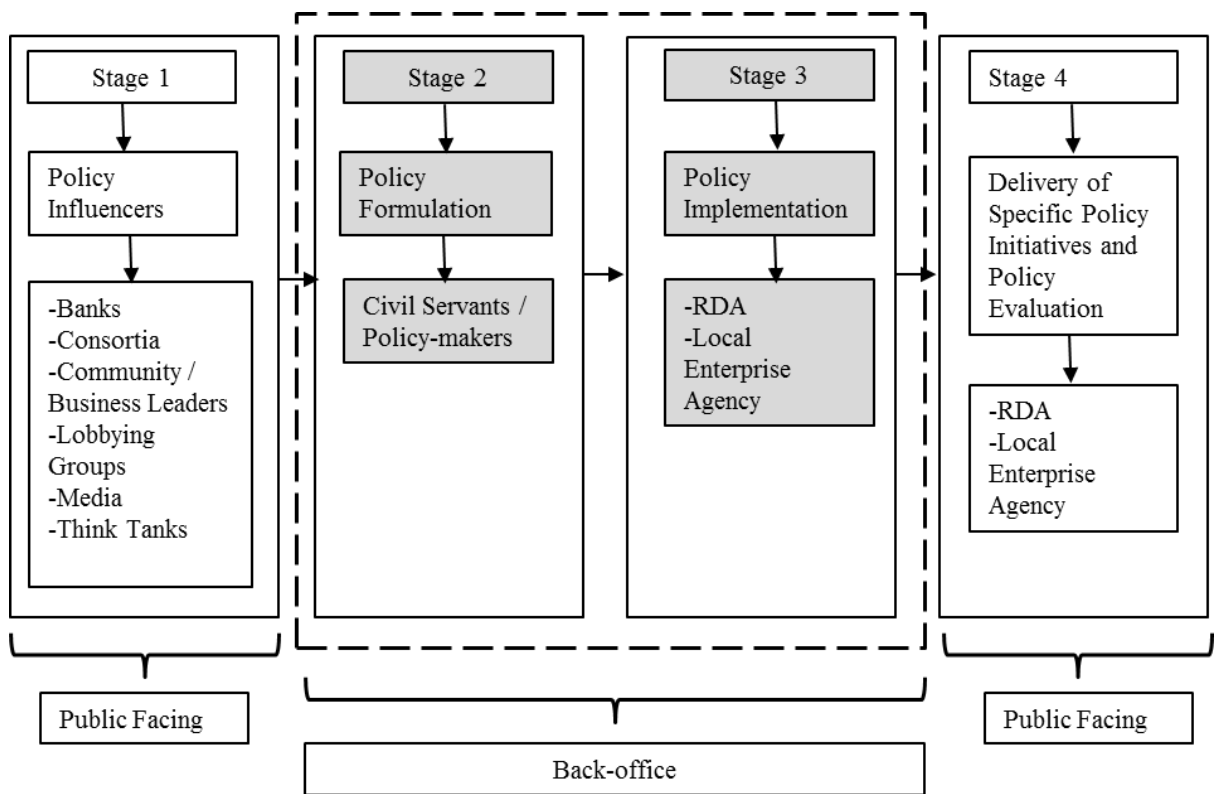 Stage 1
Policy
Influencers
-Banks
-Consortia
-Community /
Business Leaders
-Lobbying
Groups
-Media
-Think Tanks
Stage 2
Policy
Formulation
Civil Servants /
Policy-makers
Stage 3
Policy
Implementation
-RDA
-Local
Enterprise
Agency
Stage 4
Delivery of
Specific Policy
Initiatives and
Policy
Evaluation
-RDA
-Local
Enterprise
Agency
Public Facing
Back-office
Public Facing